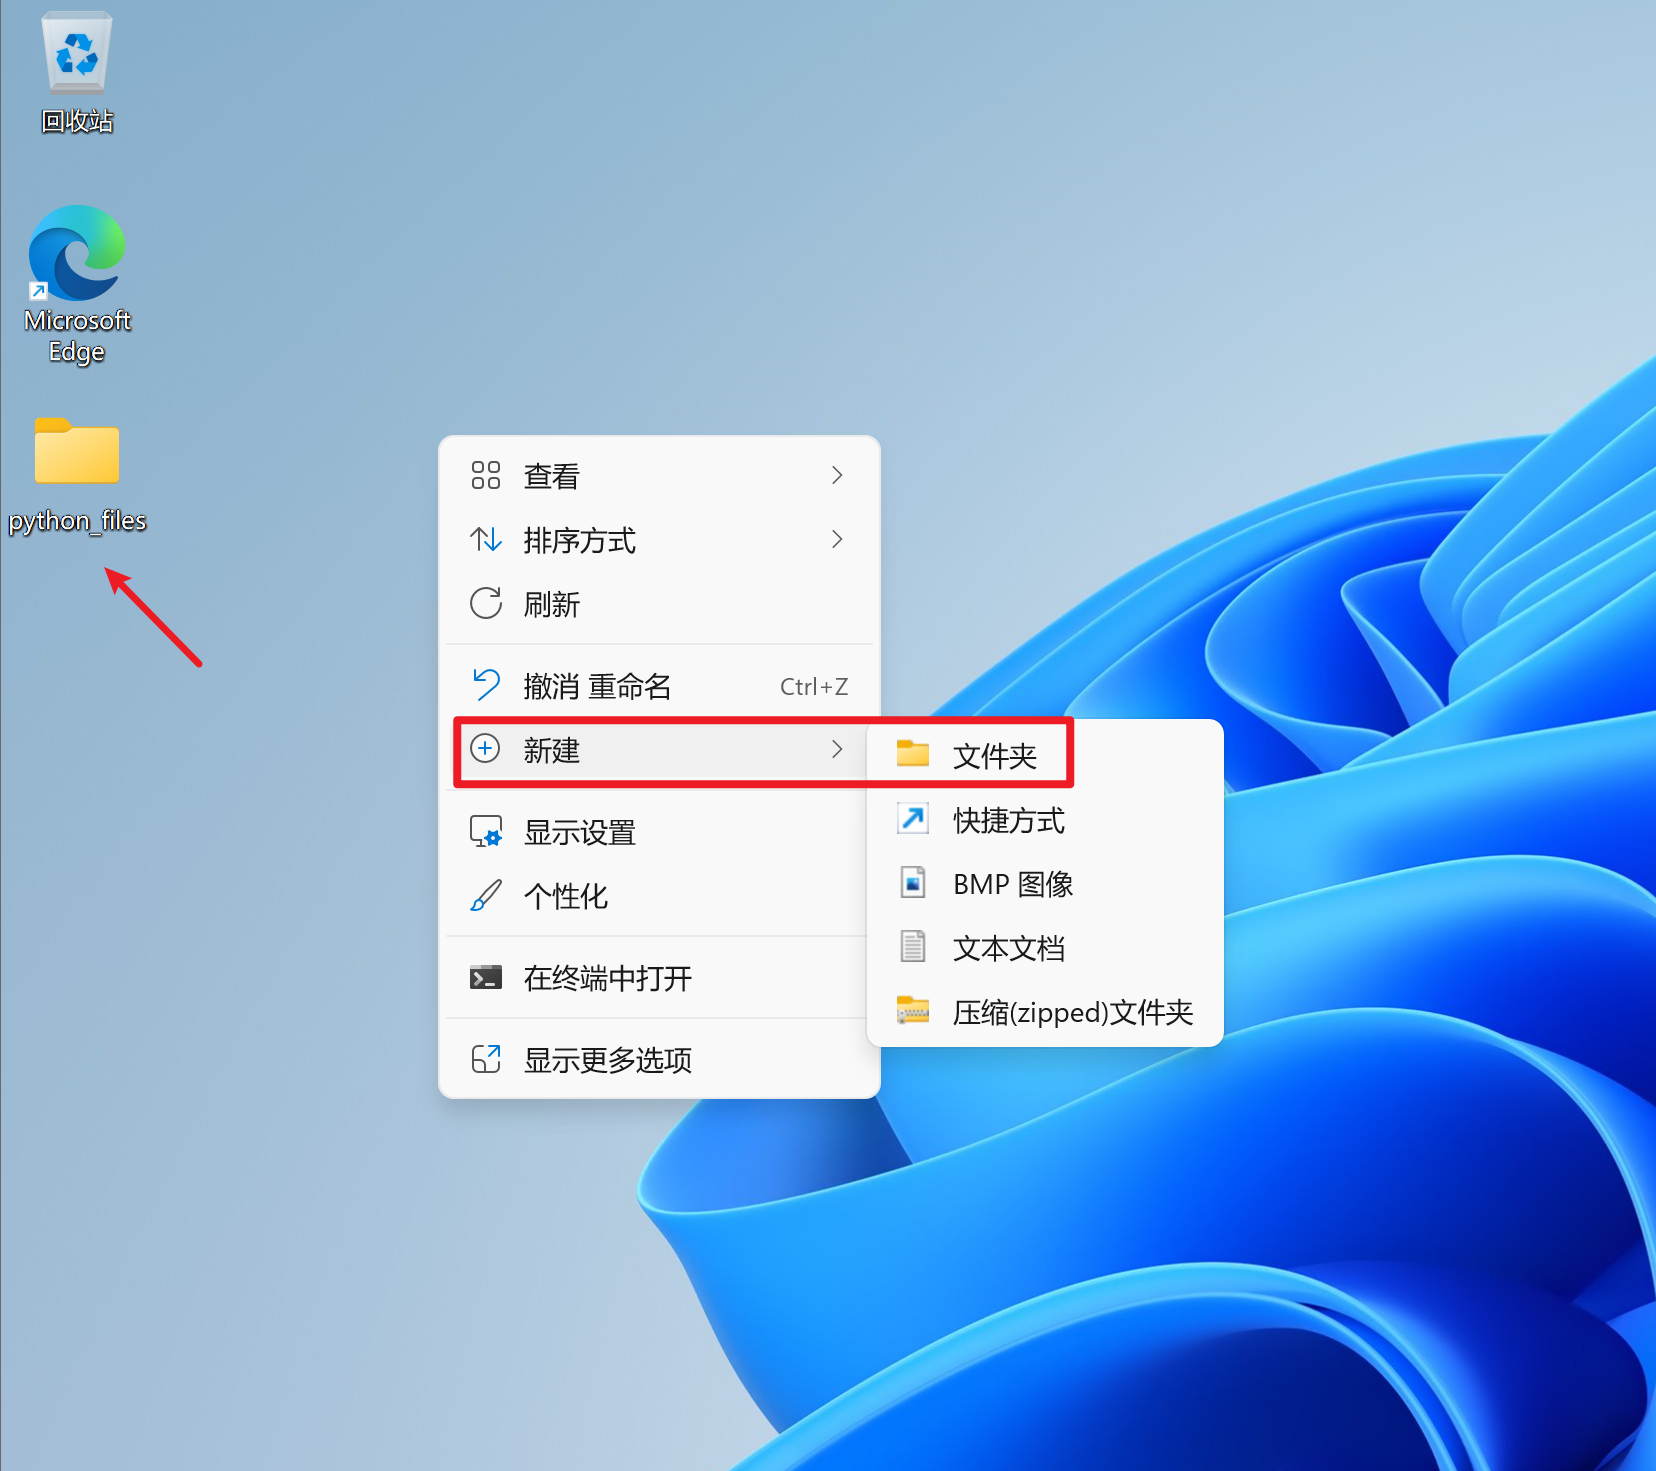 回收站
Microsoft
Edge
python_files
查看
排序方式
刷新
撤消 重命名 Ctrl+Z
新建
显示设置
个性化
在终端中打开
显示更多选项
文件夹
快捷方式
BMP 图像
文本文档
压缩(zipped)文件夹